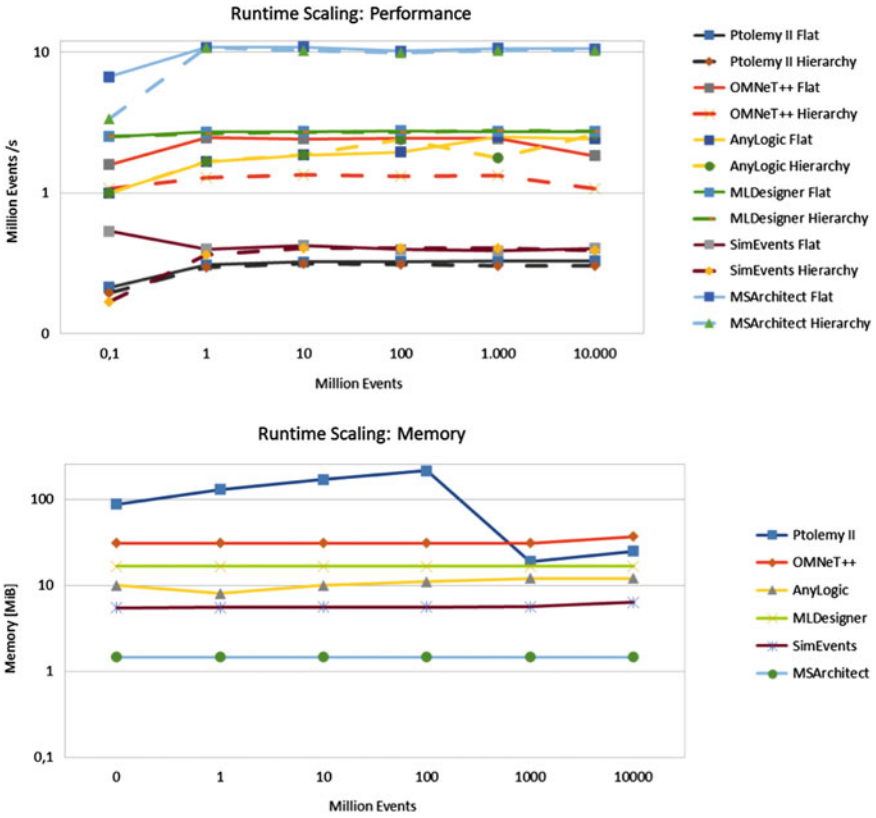 Runtime Scaling: Performance
Million Events /s
10
1
0
0,1 1 10 100 1.000 10.000
Million Events
Ptolemy II Flat
Ptolemy II Hierarchy
OMNeT++ Flat
OMNeT++ Hierarchy
AnyLogic Flat
AnyLogic Hierarchy
MLDesigner Flat
MLDesigner Hierarchy
SimEvents Flat
SimEvents Hierarchy
MSArchitect Flat
MSArchitect Hierarchy
Runtime Scaling: Memory
Memory [MiB]
100
10
1
0,1
0 1 10 100 1000 10000
Million Events
Ptolemy II
OMNeT++
AnyLogic
MLDesigner
SimEvents
MSArchitect